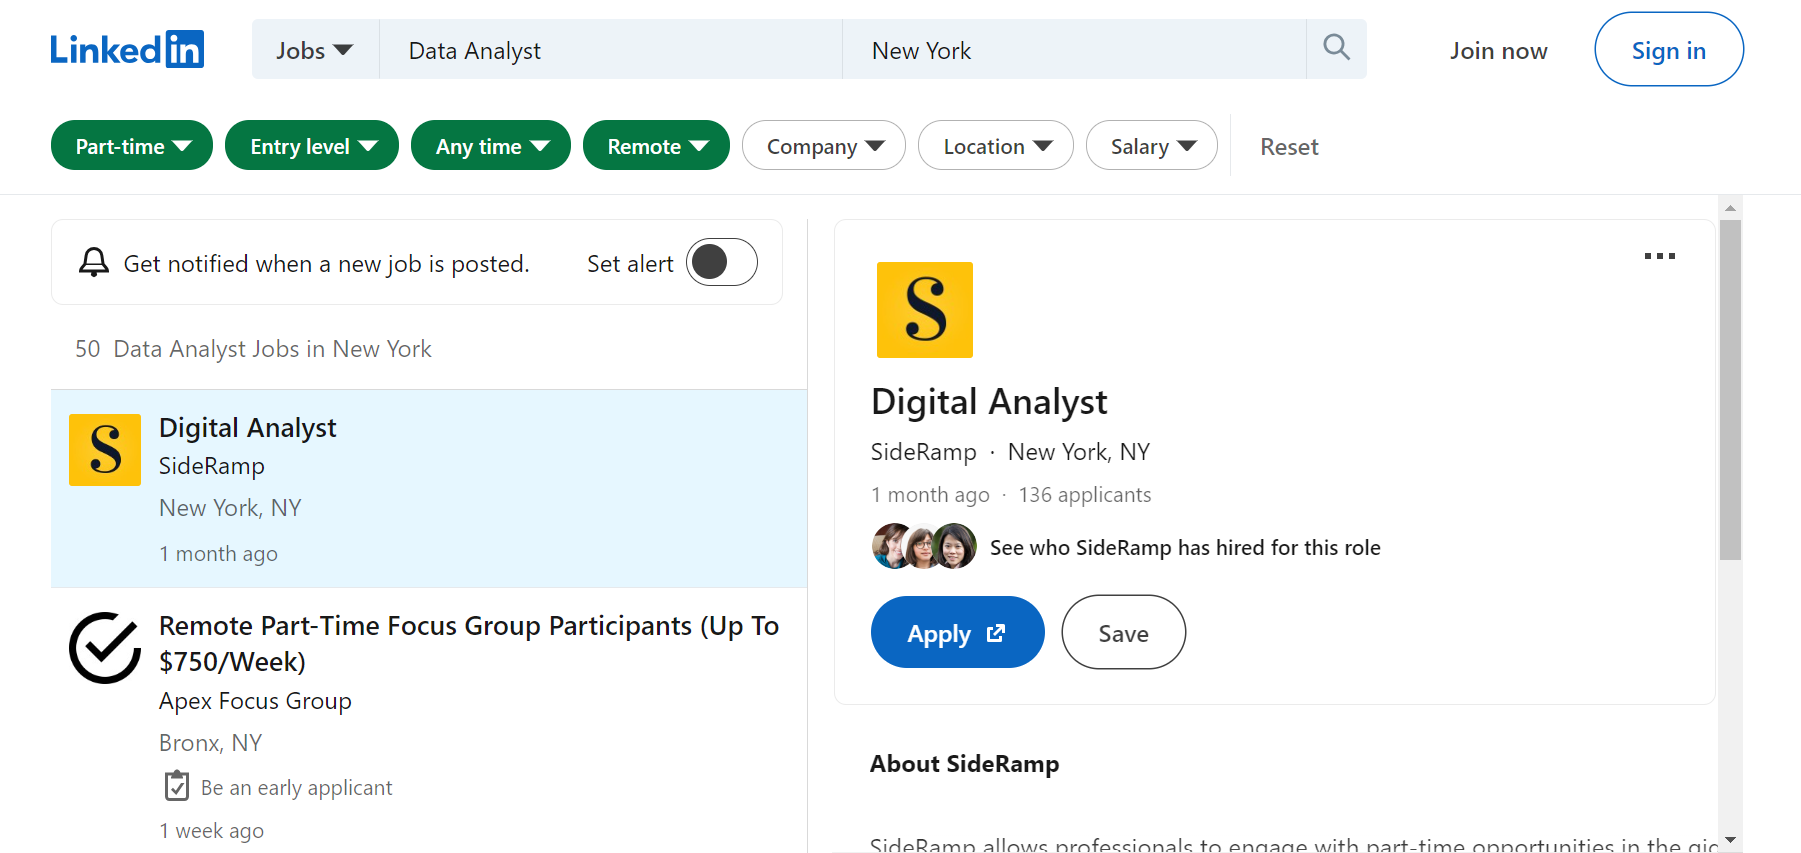 Linked in
Jobs
Data Analyst
New York
Join now
Sign in
Part-time
Entry level
Any time
Remote
Company
Location
Salary
Reset
Get notified when a new job is posted.
Set alert
50 Data Analyst Jobs in New York
S
Digital Analyst
SideRamp
New York, NY
1 month ago
Remote Part-Time Focus Group Participants (Up To
$750/Week)
Apex Focus Group
Bronx, NY
Be an early applicant
1 week ago
S
Digital Analyst
SideRamp · New York, NY
1 month ago · 136 applicants
See who SideRamp has hired for this role
Apply
Save
About SideRamp
SideRamp allows professionals to engage with part-time opportunities in the gig